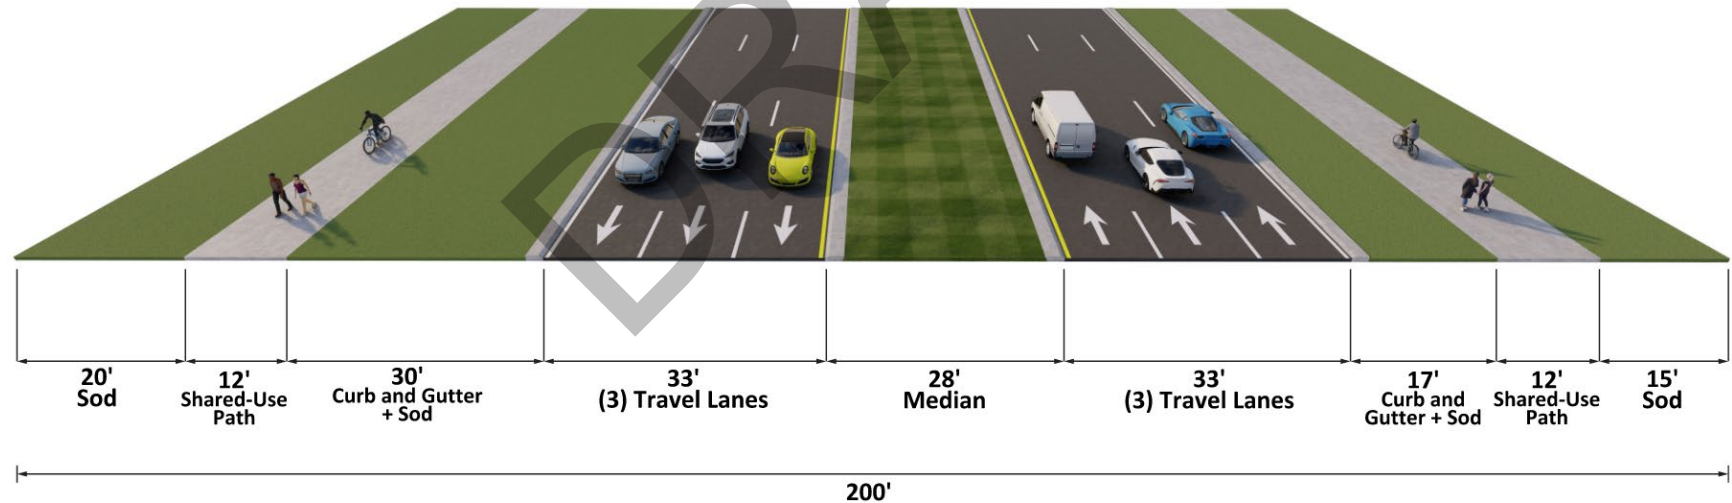 DRA
20'
Sod
12'
Shared-Use
Path
30'
Curb and Gutter
+ Sod
33'
(3) Travel Lanes
28'
Median
33'
(3) Travel Lanes
17'
Curb and
Gutter + Sod
12'
Shared-Use
Path
15'
Sod
200'